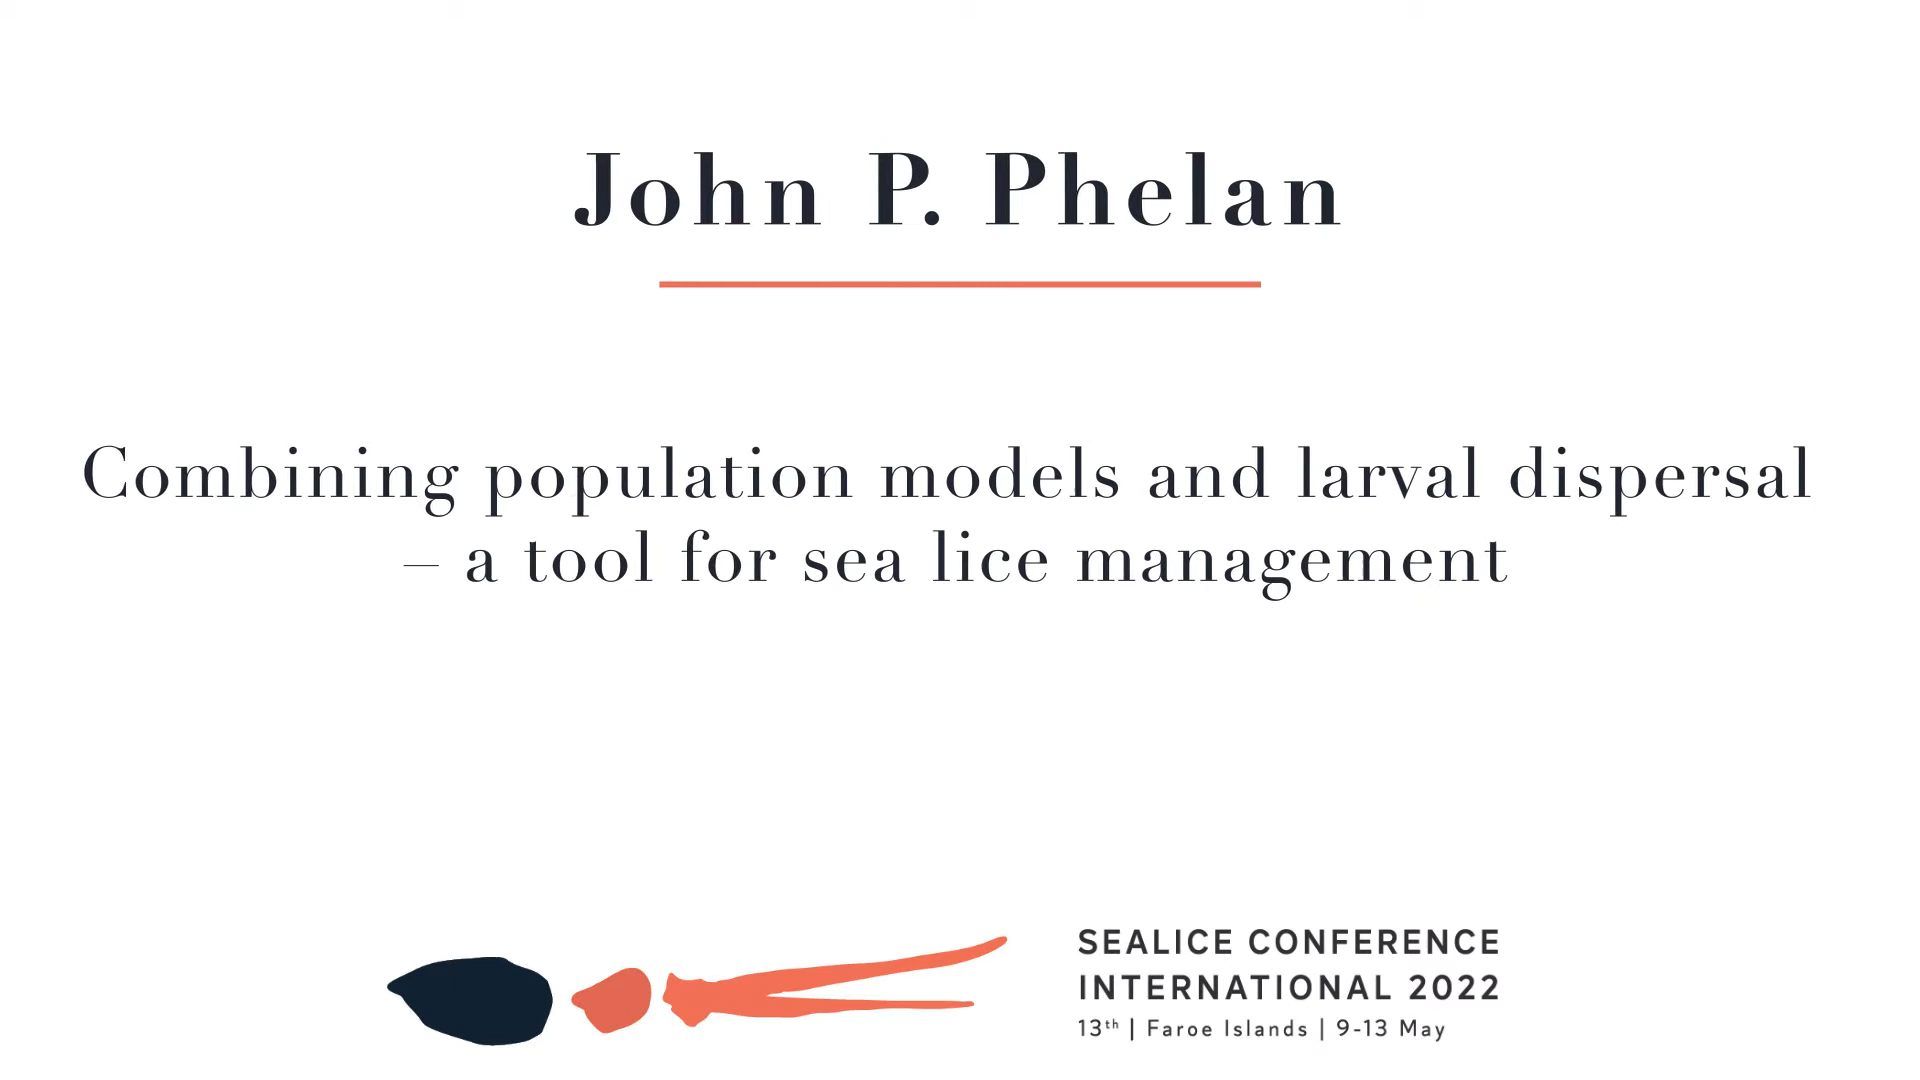 John P. Phelan
Combining population models and larval dispersal
– a tool for sea lice management
SEALICE CONFERENCE
INTERNATIONAL 2022
13th | Faroe Islands | 9-13 May